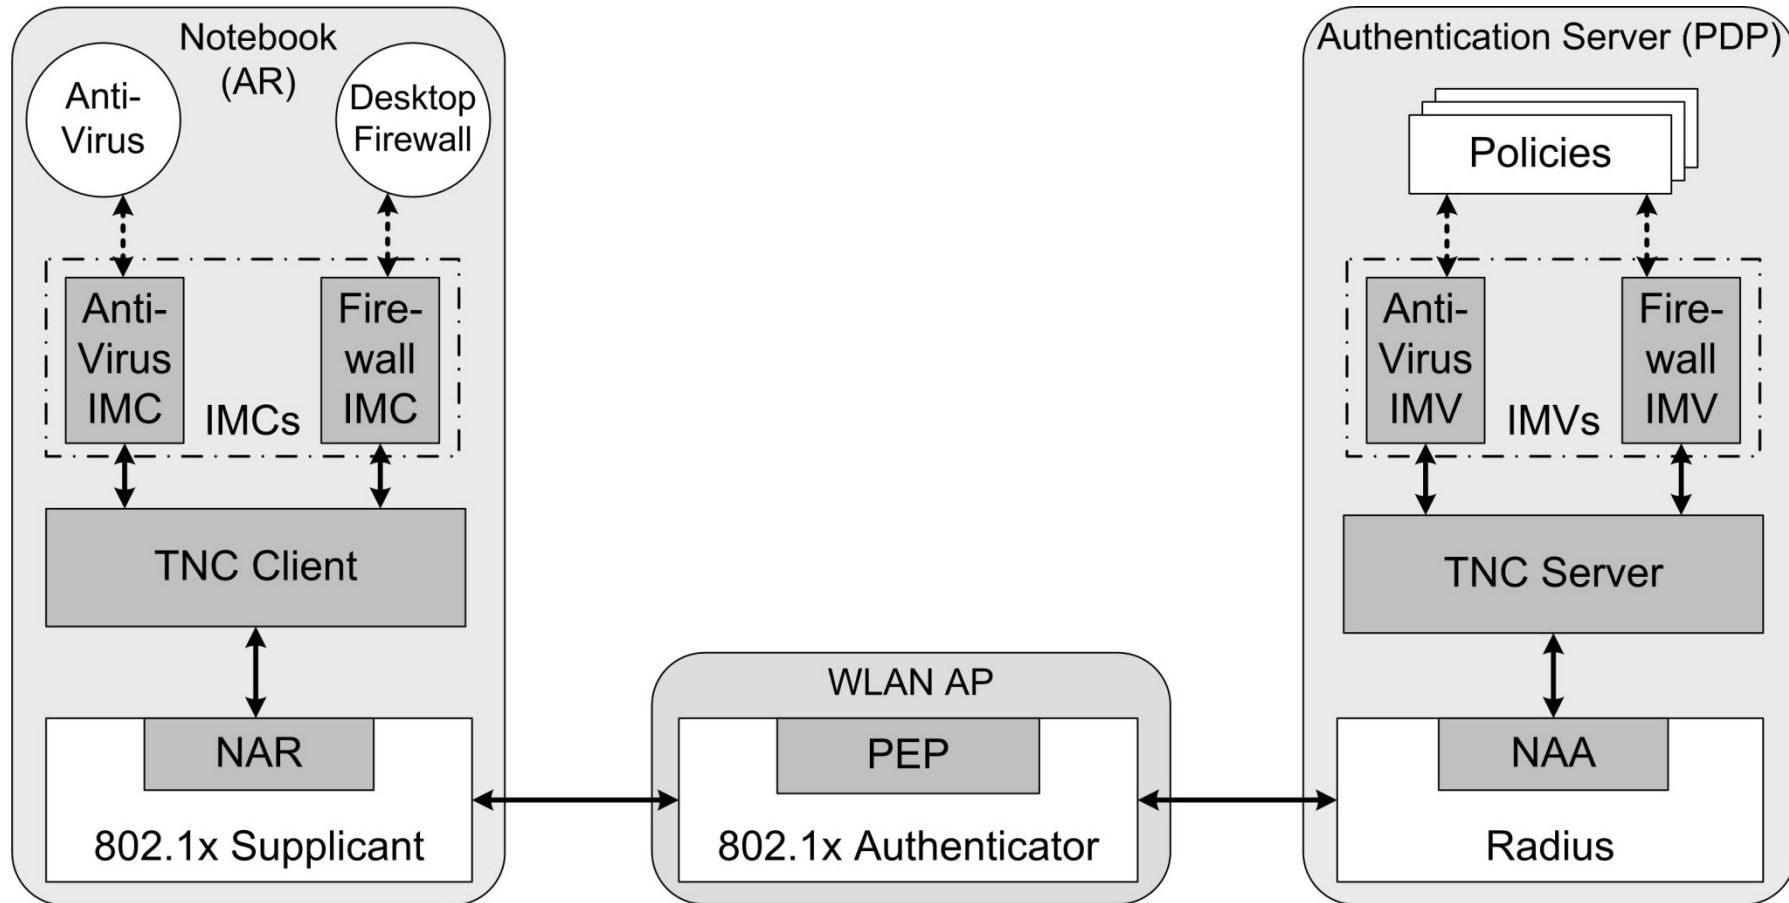 Notebook
(AR)
Anti-
Virus
Desktop
Firewall
Anti-
Virus
IMC
IMCs
Fire-
wall
IMC
TNC Client
NAR
802.1x Supplicant
WLAN AP
PEP
802.1x Authenticator
Authentication Server (PDP)
Policies
Anti-
Virus
IMV
IMVs
Fire-
wall
IMV
TNC Server
NAA
Radius